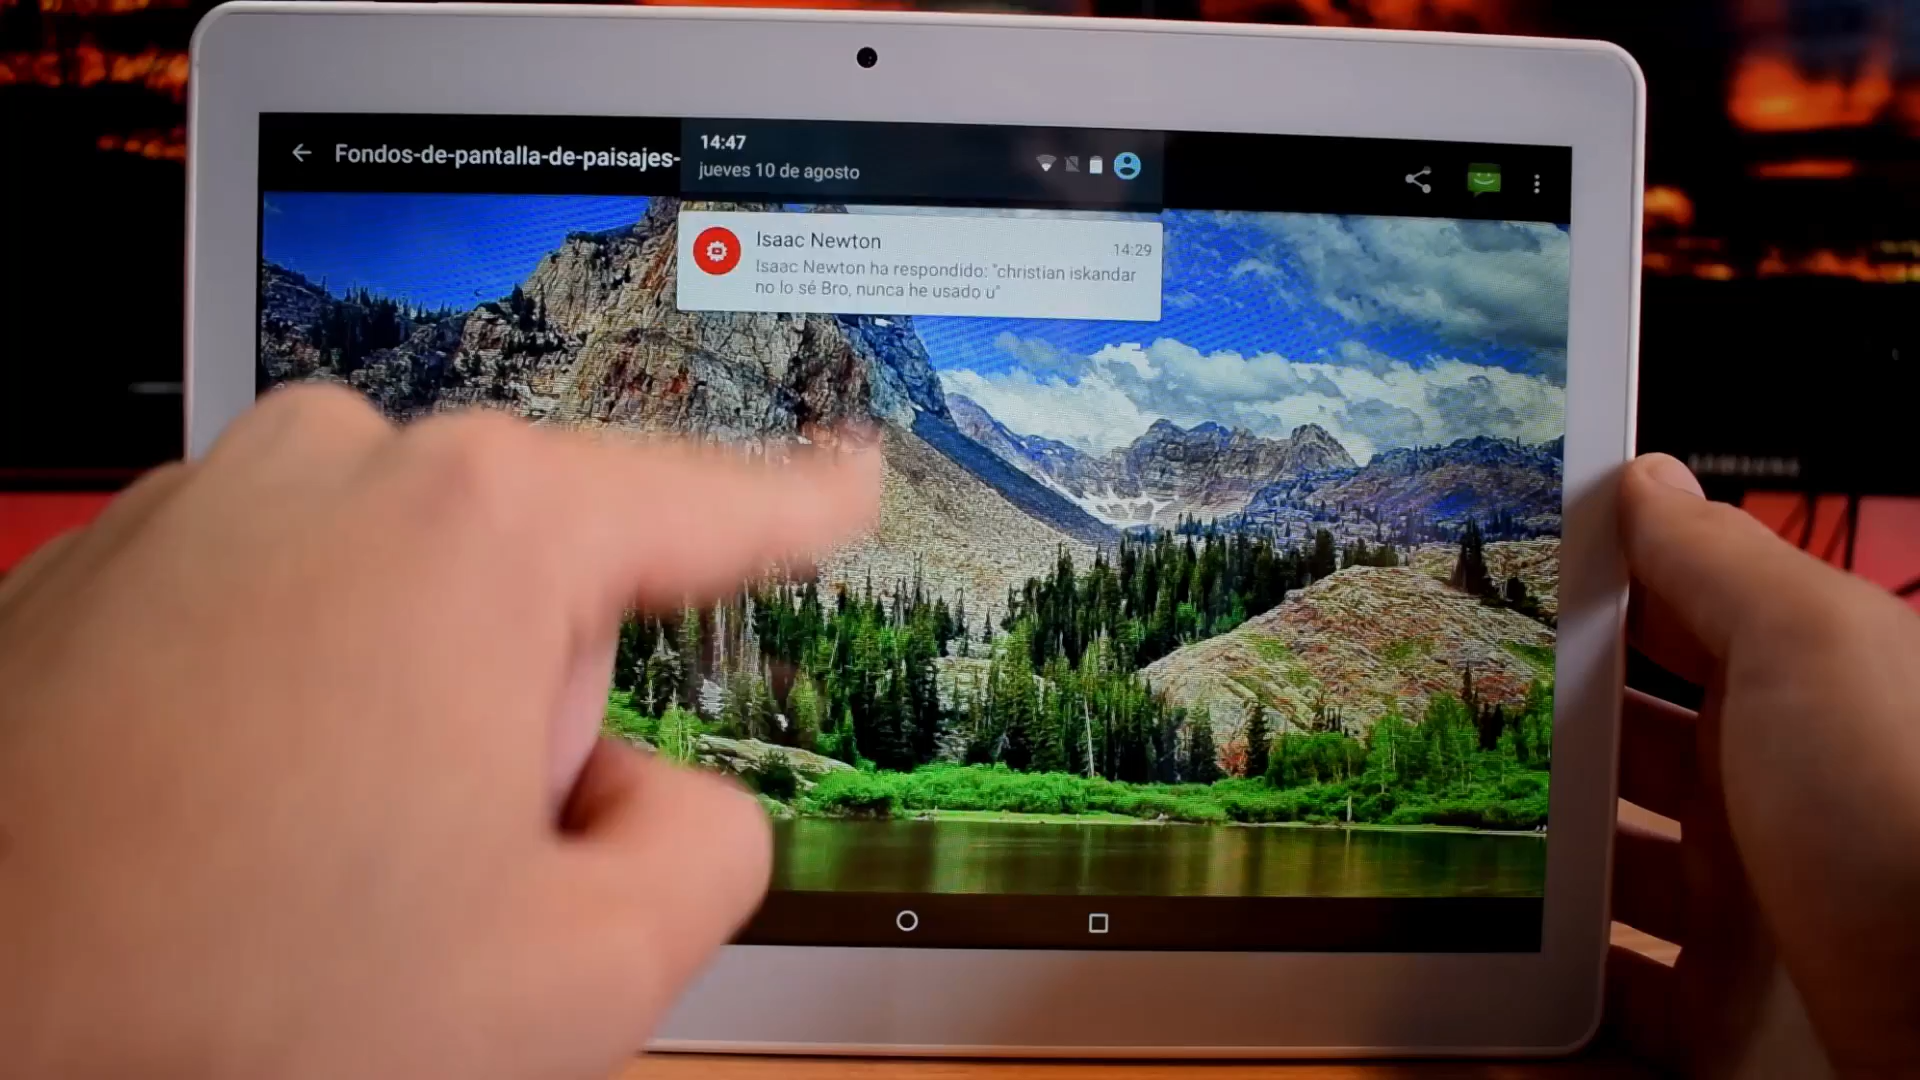 Fondos-de-pantalla-de-paisajes-
14:47
jueves 10 de agosto
Isaac Newton
14:29
Isaac Newton ha respondido: "christian iskandar
no lo sé Bro, nunca he usado u"
SAMSUNG